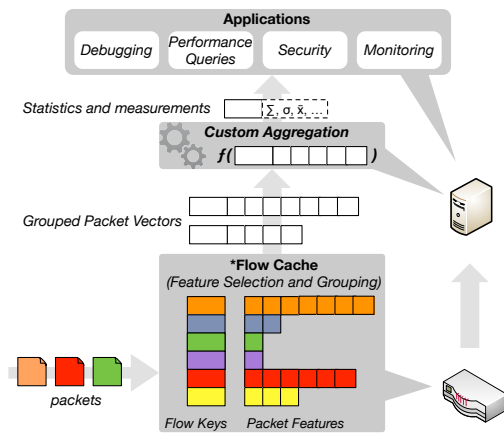 Applications
Debugging
Performance
Queries
Security
Monitoring
Statistics and measurements
∑, σ, x̄, ...
Custom Aggregation
f( )
Grouped Packet Vectors
*Flow Cache
(Feature Selection and Grouping)
packets
Flow Keys
Packet Features